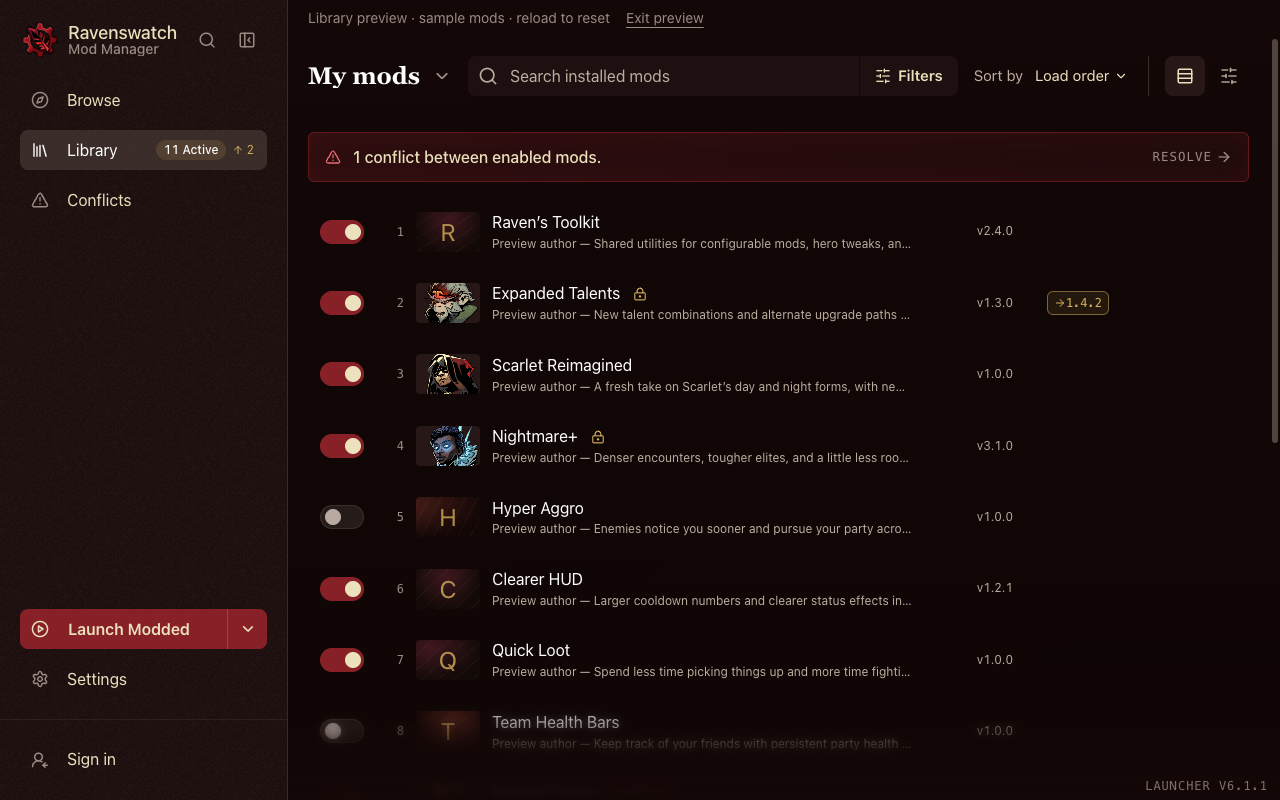 Ravenswatch
Mod Manager
Browse
Library 11 Active ↑ 2
Conflicts
Launch Modded
Settings
Sign in
Library preview · sample mods · reload to reset Exit preview
My mods
Search installed mods
Filters
Sort by Load order
1 conflict between enabled mods.
RESOLVE →
1 R Raven’s Toolkit v2.4.0
Preview author — Shared utilities for configurable mods, hero tweaks, an…
2 Expanded Talents v1.3.0 →1.4.2
Preview author — New talent combinations and alternate upgrade paths …
3 Scarlet Reimagined v1.0.0
Preview author — A fresh take on Scarlet’s day and night forms, with ne…
4 Nightmare+ v3.1.0
Preview author — Denser encounters, tougher elites, and a little less roo…
5 H Hyper Aggro v1.0.0
Preview author — Enemies notice you sooner and pursue your party acro…
6 C Clearer HUD v1.2.1
Preview author — Larger cooldown numbers and clearer status effects in…
7 Q Quick Loot v1.0.0
Preview author — Spend less time picking things up and more time fighti…
8 T Team Health Bars v1.0.0
Preview author — Keep track of your friends with persistent party health …
LAUNCHER V6.1.1